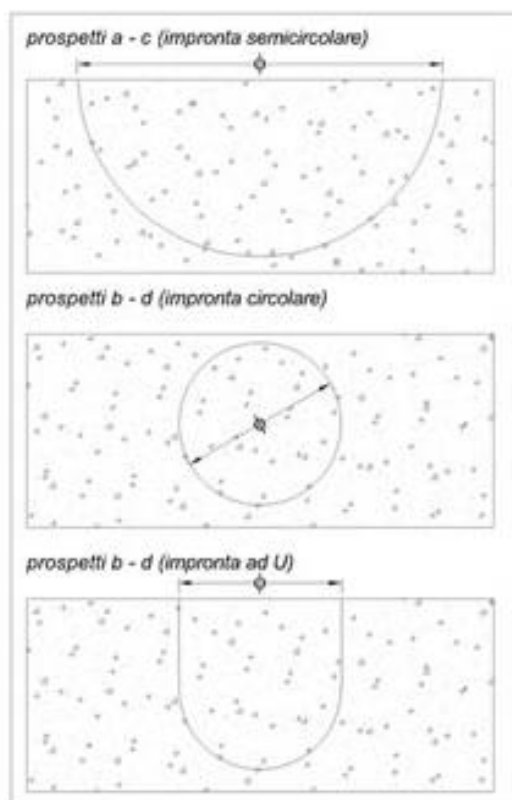 prospetti a - c (impronta semicircolare)
ϕ
prospetti b - d (impronta circolare)
ϕ
prospetti b - d (impronta ad U)
ϕ